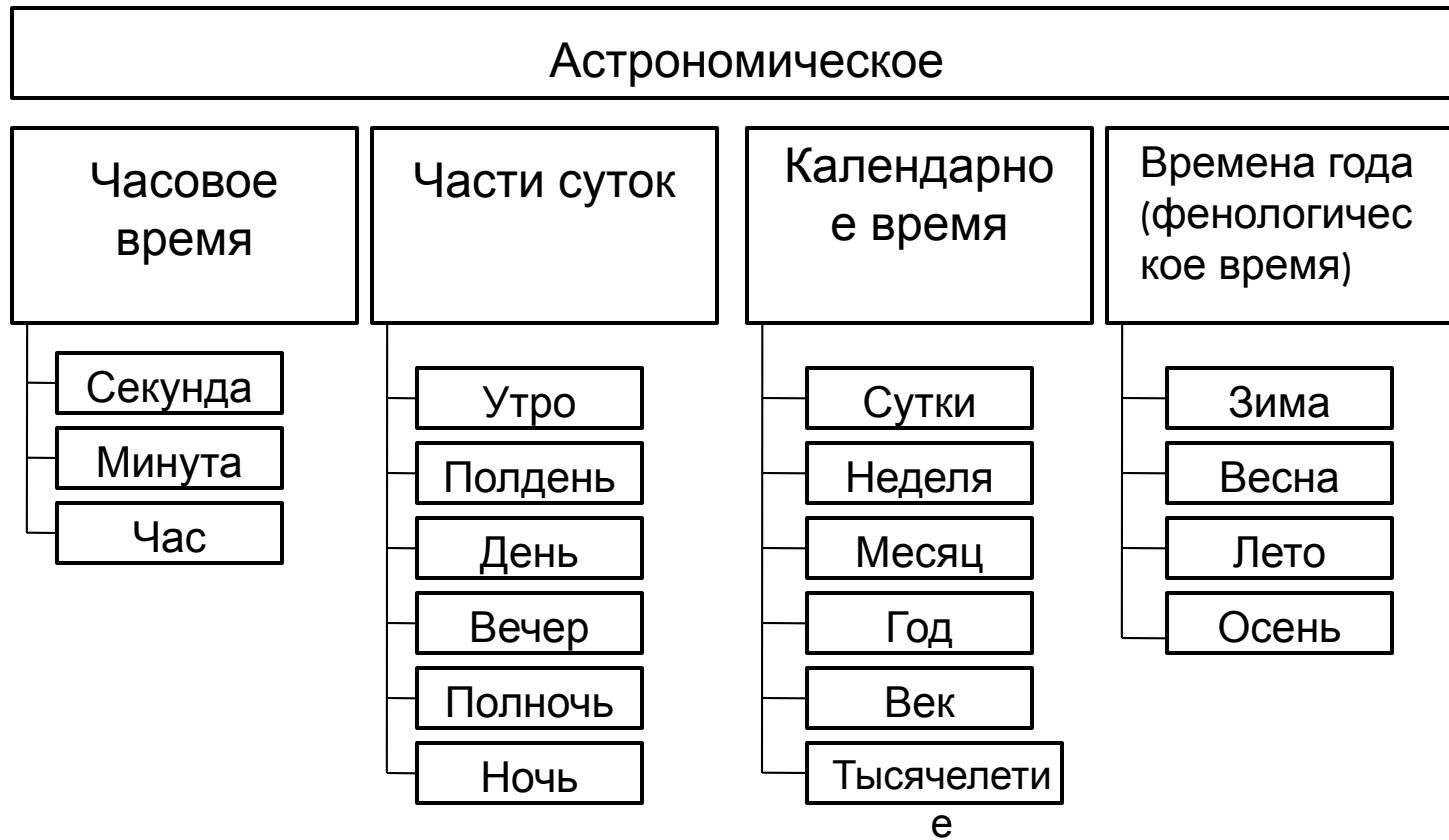 Астрономическое
Часовое
время
Секунда
Минута
Час
Части суток
Утро
Полдень
День
Вечер
Полночь
Ночь
Календарно
е время
Сутки
Неделя
Месяц
Год
Век
Тысячелети
е
Времена года
(фенологичес
кое время)
Зима
Весна
Лето
Осень